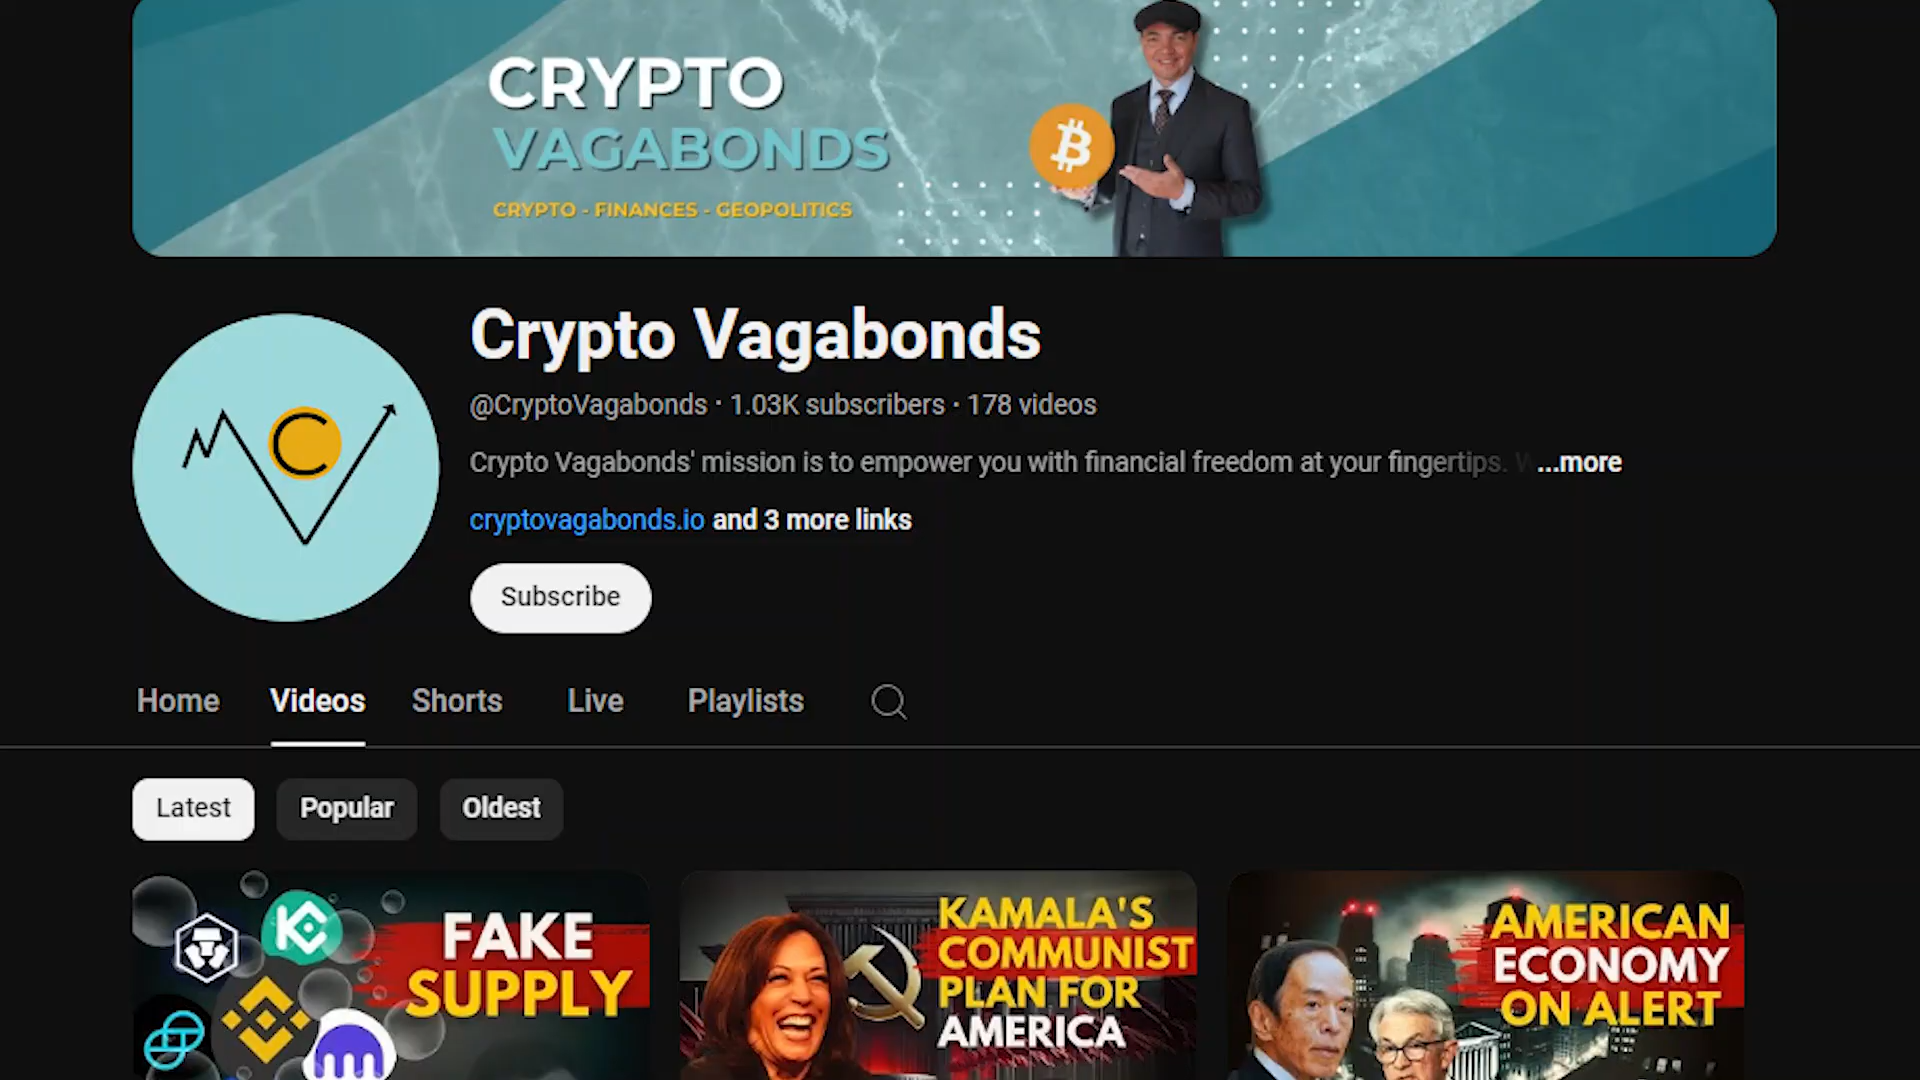 CRYPTO
VAGABONDS
CRYPTO - FINANCES - GEOPOLITICS
Crypto Vagabonds
@CryptoVagabonds · 1.03K subscribers · 178 videos
Crypto Vagabonds' mission is to empower you with financial freedom at your fingertips. ...more
cryptovagabonds.io and 3 more links
Subscribe
Home Videos Shorts Live Playlists
Latest Popular Oldest
FAKE
SUPPLY
KAMALA'S
COMMUNIST
PLAN FOR
AMERICA
AMERICAN
ECONOMY
ON ALERT